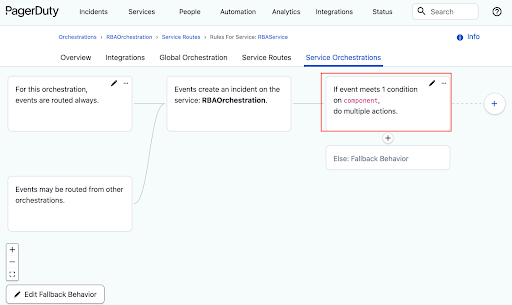 PagerDuty
Incidents Services People Automation Analytics Integrations Status Search
Orchestrations › RBAOrchestration › Service Routes › Rules For Service: RBAService
Info
Overview Integrations Global Orchestration Service Routes Service Orchestrations
For this orchestration,
events are routed always.
Events create an incident on the
service: RBAOrchestration.
If event meets 1 condition
on component,
do multiple actions.
Else: Fallback Behavior
Events may be routed from other
orchestrations.
Edit Fallback Behavior